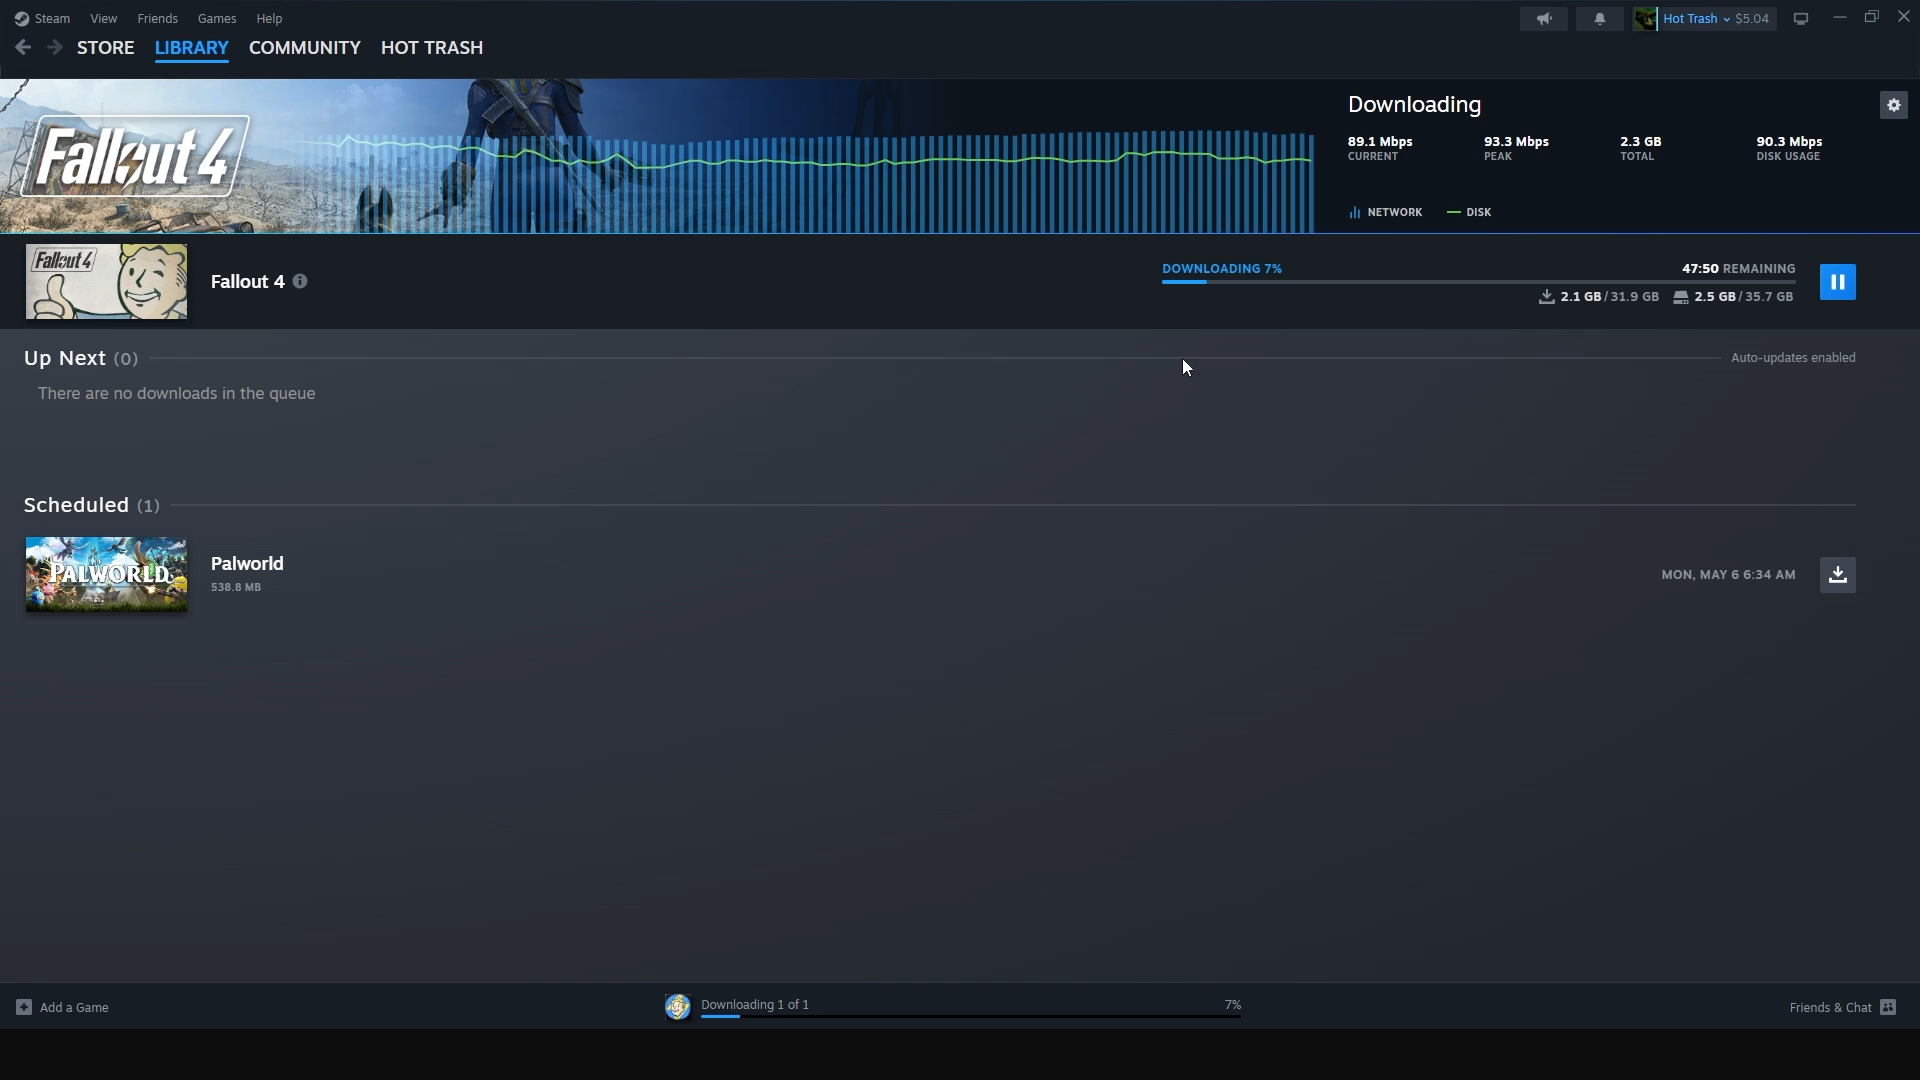 Steam View Friends Games Help
Hot Trash $5.04
STORE LIBRARY COMMUNITY HOT TRASH
Fallout 4
Downloading
89.1 Mbps 93.3 Mbps 2.3 GB 90.3 Mbps
CURRENT PEAK TOTAL DISK USAGE
NETWORK DISK
Fallout 4
Fallout 4
DOWNLOADING 7% 47:50 REMAINING
2.1 GB / 31.9 GB 2.5 GB / 35.7 GB
Up Next (0) Auto-updates enabled
There are no downloads in the queue
Scheduled (1)
PALWORLD
Palworld
538.8 MB
MON, MAY 6 6:34 AM
Add a Game
Downloading 1 of 1 7%
Friends & Chat